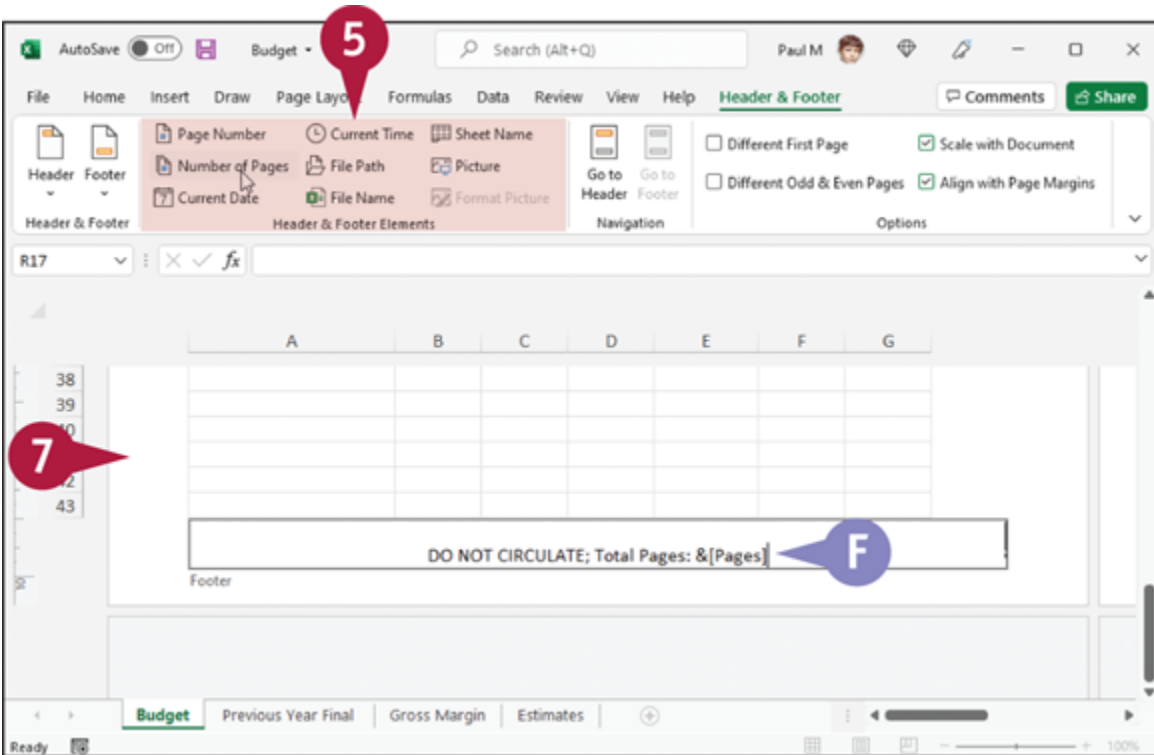 5
AutoSave Off Budget Search (Alt+Q) Paul M
File Home Insert Draw Page Layout Formulas Data Review View Help Header & Footer Comments Share
Page Number Current Time Sheet Name Different First Page Scale with Document
Header Footer Number of Pages File Path Picture Go to Header Go to Footer Different Odd & Even Pages Align with Page Margins
Current Date File Name Format Picture
Header & Footer Header & Footer Elements Navigation Options
R17 fx
A B C D E F G
38
39
40
7
42
43
DO NOT CIRCULATE; Total Pages: &[Pages] F
Footer
Budget Previous Year Final Gross Margin Estimates
Ready 100%